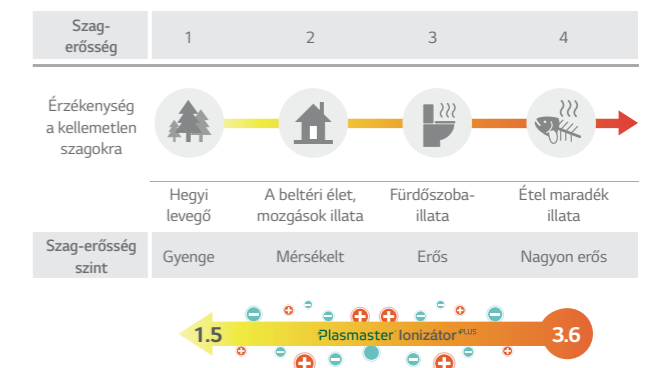 Szag-
erősség
1 2 3 4
Érzékenység
a kellemetlen
szagokra
Hegyi
levegő
A beltéri élet,
mozgások illata
Fürdőszoba-
illata
Étel maradék
illata
Szag-erősség
szint
Gyenge Mérsékelt Erős Nagyon erős
1.5 Plasmaster™ Ionizátor⁺PLUS 3.6